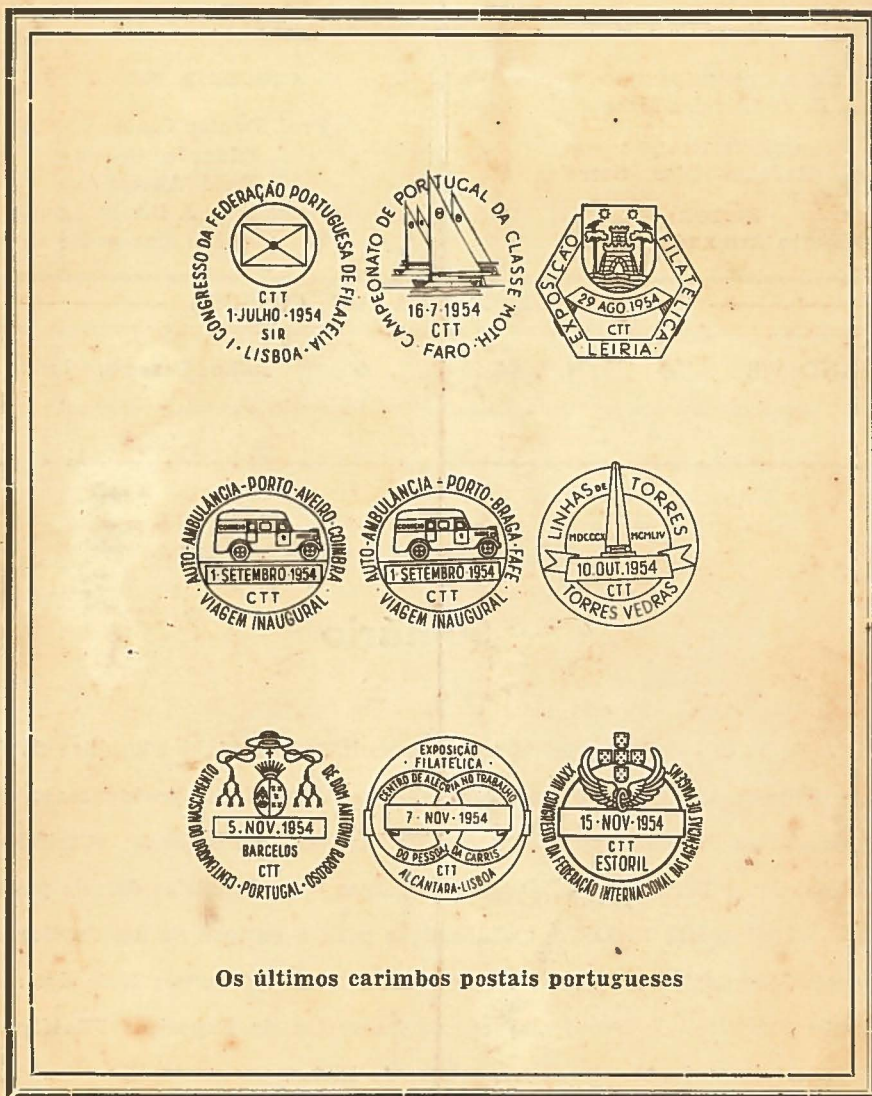 I CONGRESSO DA FEDERAÇÃO PORTUGUESA DE FILATELIA
CTT
1·JULHO·1954
SIR
·LISBOA·
CAMPEONATO DE PORTUGAL DA CLASSE "MOTH"
16·7·1954
CTT
·FARO·
EXPOSIÇÃO FILATÉLICA
29 AGO 1954
CTT
·LEIRIA·
AUTO-AMBULÂNCIA-PORTO-AVEIRO-COIMBRA
CORREIO
1·SETEMBRO·1954
CTT
·VIAGEM INAUGURAL·
AUTO-AMBULÂNCIA-PORTO-BRAGA-FAFE
CORREIO
1·SETEMBRO·1954
CTT
·VIAGEM INAUGURAL·
LINHAS DE TORRES
MDCCCX MCMLIV
10.OUT.1954
CTT
TORRES VEDRAS
CENTENÁRIO DO NASCIMENTO DE DOM ANTONIO BARROSO
5.NOV.1954
BARCELOS
CTT
·PORTUGAL·
EXPOSIÇÃO
·FILATELICA·
CENTRO DE ALEGRIA NO TRABALHO
7·NOV·1954
DO PESSOAL DA CARRIS
CTT
ALCÂNTARA-LISBOA
XXVIII CONGRESSO DA FEDERAÇÃO INTERNACIONAL DAS AGÊNCIAS DE VIAGENS
15·NOV·1954
CTT
ESTORIL
Os últimos carimbos postais portugueses